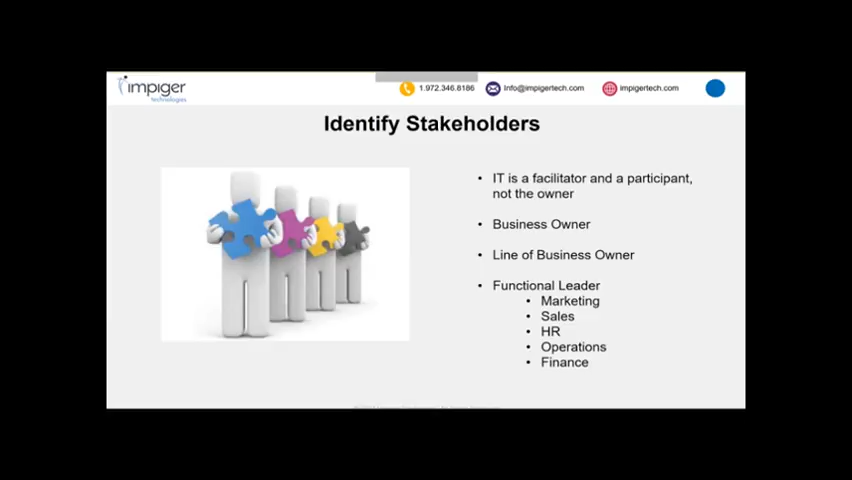 impiger
technologies
1.972.346.8186
Info@impigertech.com
impigertech.com
Identify Stakeholders
• IT is a facilitator and a participant,
not the owner
• Business Owner
• Line of Business Owner
• Functional Leader
• Marketing
• Sales
• HR
• Operations
• Finance